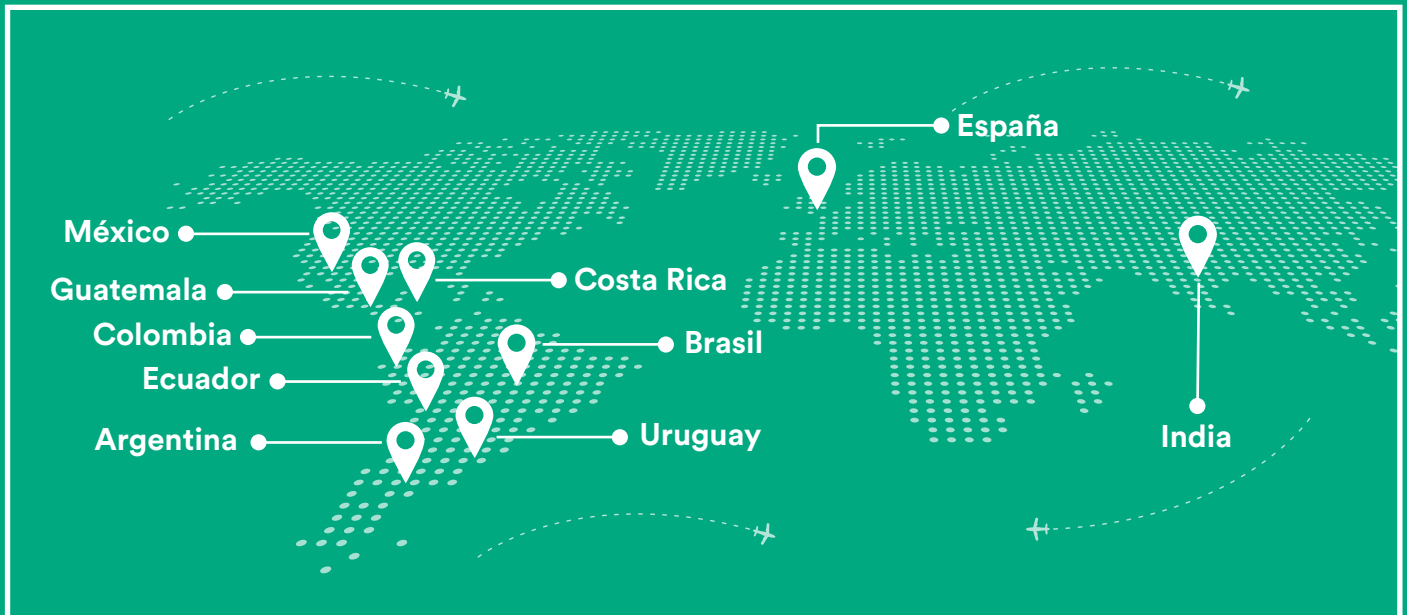 España
México
Costa Rica
Guatemala
Colombia
Brasil
Ecuador
Argentina
Uruguay
India